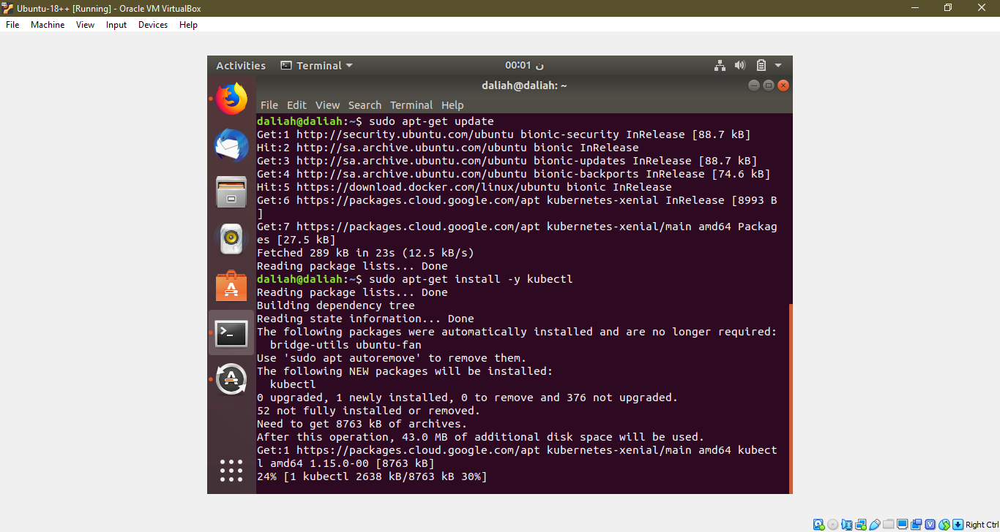 Ubuntu-18++ [Running] - Oracle VM VirtualBox
File Machine View Input Devices Help
Activities Terminal 00:01 ن
daliah@daliah: ~
File Edit View Search Terminal Help
daliah@daliah:~$ sudo apt-get update
Get:1 http://security.ubuntu.com/ubuntu bionic-security InRelease [88.7 kB]
Hit:2 http://sa.archive.ubuntu.com/ubuntu bionic InRelease
Get:3 http://sa.archive.ubuntu.com/ubuntu bionic-updates InRelease [88.7 kB]
Get:4 http://sa.archive.ubuntu.com/ubuntu bionic-backports InRelease [74.6 kB]
Hit:5 https://download.docker.com/linux/ubuntu bionic InRelease
Get:6 https://packages.cloud.google.com/apt kubernetes-xenial InRelease [8993 B
]
Get:7 https://packages.cloud.google.com/apt kubernetes-xenial/main amd64 Packag
es [27.5 kB]
Fetched 289 kB in 23s (12.5 kB/s)
Reading package lists... Done
daliah@daliah:~$ sudo apt-get install -y kubectl
Reading package lists... Done
Building dependency tree
Reading state information... Done
The following packages were automatically installed and are no longer required:
  bridge-utils ubuntu-fan
Use 'sudo apt autoremove' to remove them.
The following NEW packages will be installed:
  kubectl
0 upgraded, 1 newly installed, 0 to remove and 376 not upgraded.
52 not fully installed or removed.
Need to get 8763 kB of archives.
After this operation, 43.0 MB of additional disk space will be used.
Get:1 https://packages.cloud.google.com/apt kubernetes-xenial/main amd64 kubect
l amd64 1.15.0-00 [8763 kB]
24% [1 kubectl 2638 kB/8763 kB 30%]
Right Ctrl